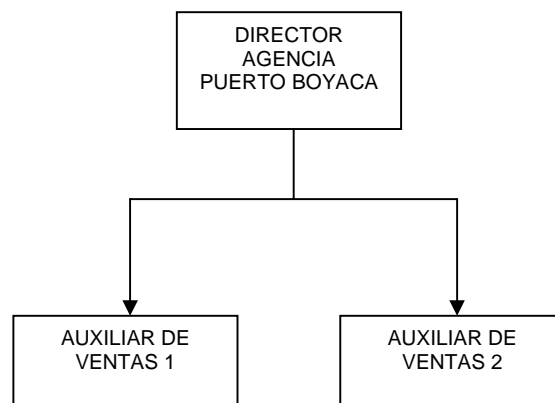 DIRECTOR
AGENCIA
PUERTO BOYACA
AUXILIAR DE
VENTAS 1
AUXILIAR DE
VENTAS 2